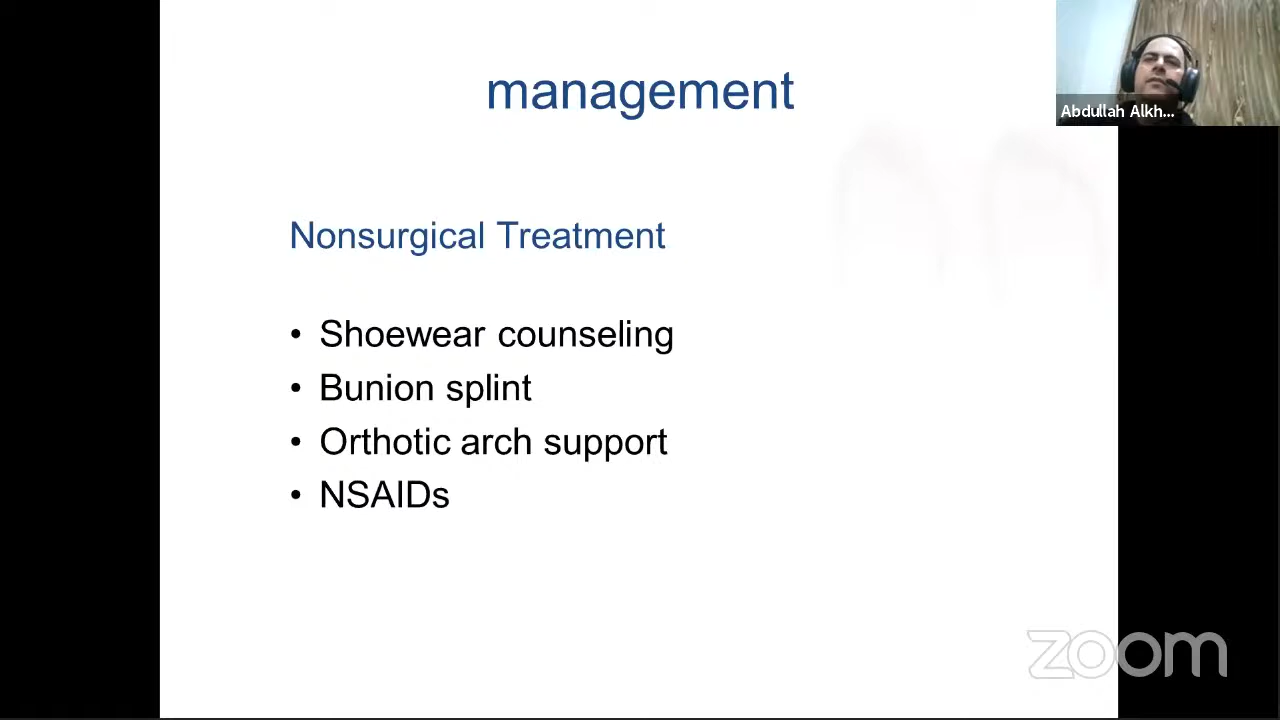 management
Abdullah Alkh...
Nonsurgical Treatment
• Shoewear counseling
• Bunion splint
• Orthotic arch support
• NSAIDs
zoom